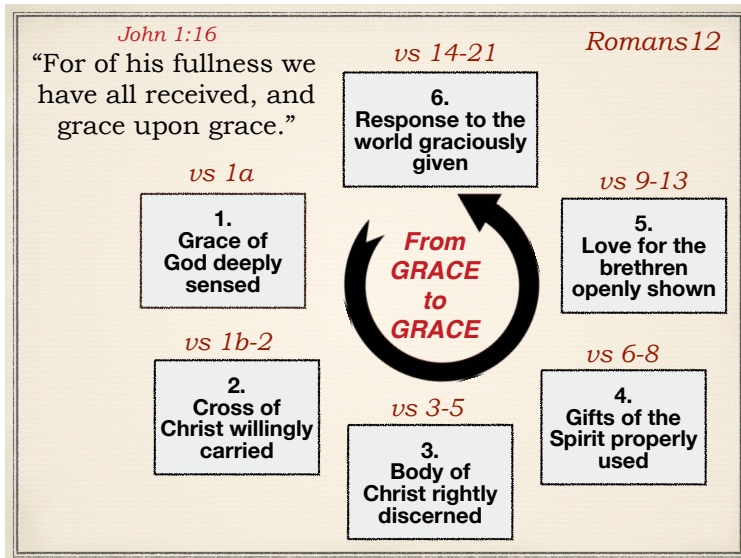 John 1:16
“For of his fullness we
have all received, and
grace upon grace.”
Romans12
vs 1a
1.
Grace of
God deeply
sensed
vs 1b-2
2.
Cross of
Christ willingly
carried
vs 3-5
3.
Body of
Christ rightly
discerned
vs 6-8
4.
Gifts of the
Spirit properly
used
vs 9-13
5.
Love for the
brethren
openly shown
vs 14-21
6.
Response to the
world graciously
given
From
GRACE
to
GRACE